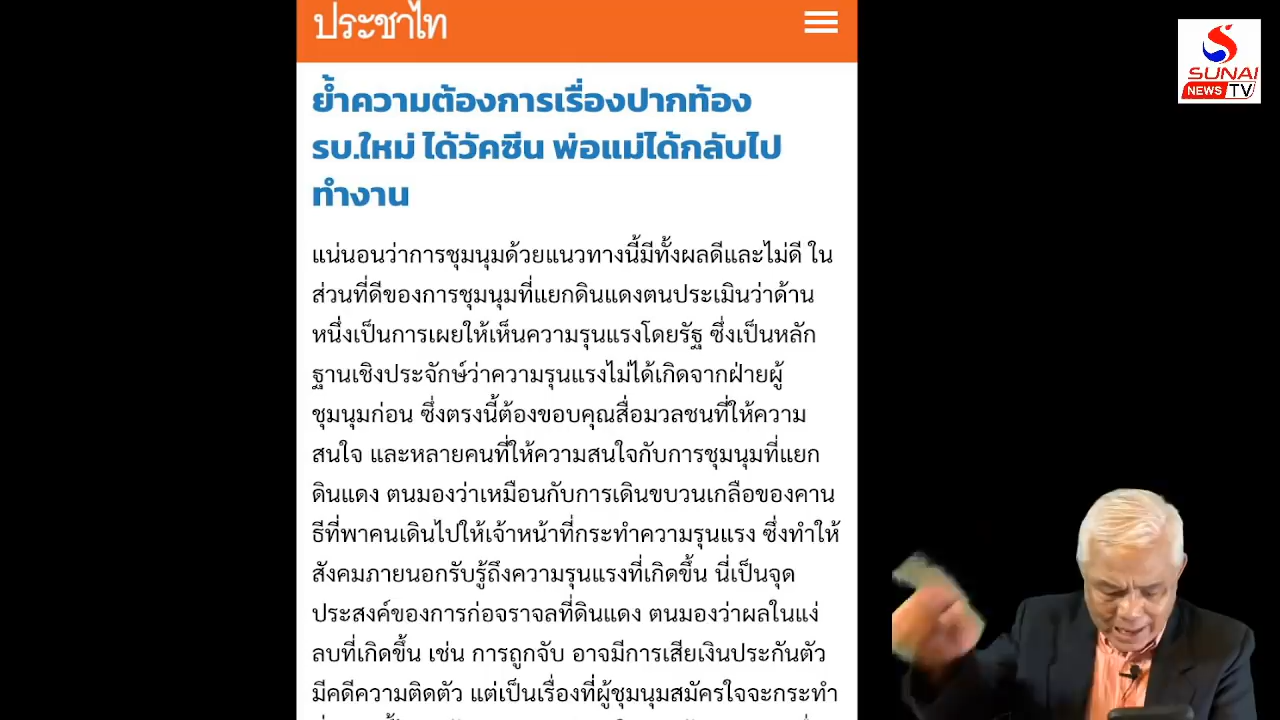 ประชาไท
SUNAI
NEWS TV
ย้ำความต้องการเรื่องปากท้อง
รบ.ใหม่ ได้วัคซีน พ่อแม่ได้กลับไป
ทำงาน
แน่นอนว่าการชุมนุมด้วยแนวทางนี้มีทั้งผลดีและไม่ดี ใน
ส่วนที่ดีของการชุมนุมที่แยกดินแดงตนประเมินว่าด้าน
หนึ่งเป็นการเผยให้เห็นความรุนแรงโดยรัฐ ซึ่งเป็นหลัก
ฐานเชิงประจักษ์ว่าความรุนแรงไม่ได้เกิดจากฝ่ายผู้
ชุมนุมก่อน ซึ่งตรงนี้ต้องขอบคุณสื่อมวลชนที่ให้ความ
สนใจ และหลายคนที่ให้ความสนใจกับการชุมนุมที่แยก
ดินแดง ตนมองว่าเหมือนกับการเดินขบวนเกลือของคาน
ธีที่พาคนเดินไปให้เจ้าหน้าที่กระทำความรุนแรง ซึ่งทำให้
สังคมภายนอกรับรู้ถึงความรุนแรงที่เกิดขึ้น นี่เป็นจุด
ประสงค์ของการก่อจราจลที่ดินแดง ตนมองว่าผลในแง่
ลบที่เกิดขึ้น เช่น การถูกจับ อาจมีการเสียเงินประกันตัว
มีคดีความติดตัว แต่เป็นเรื่องที่ผู้ชุมนุมสมัครใจจะกระทำ